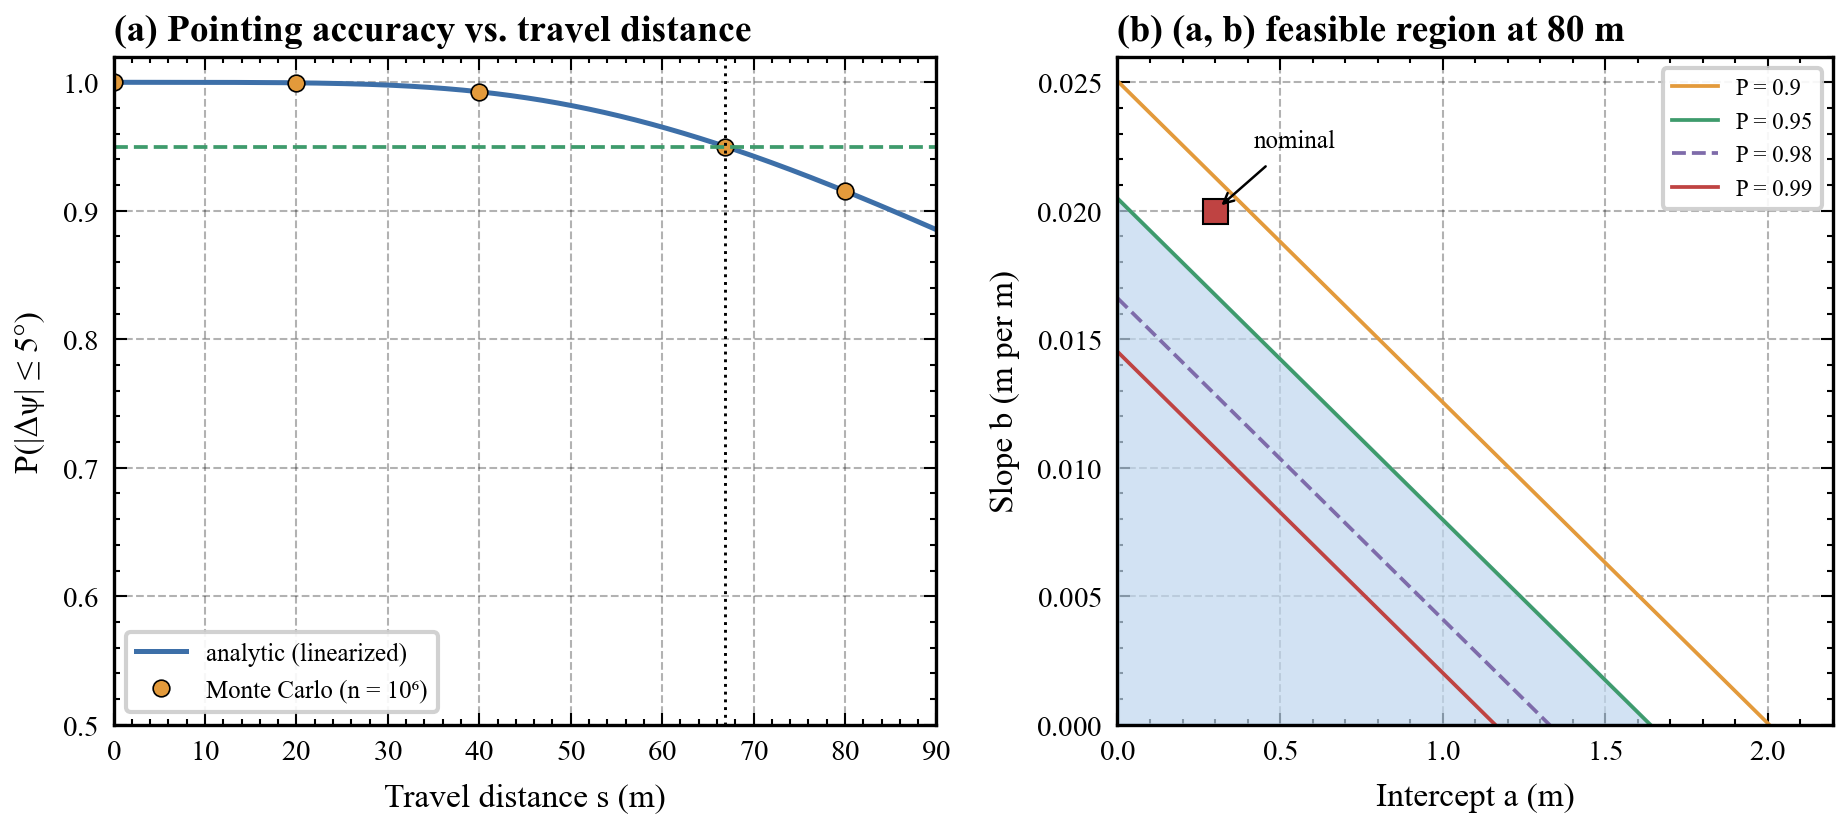 (a) Pointing accuracy vs. travel distance
P(|Δψ| ≤ 5°)
1.0
0.9
0.8
0.7
0.6
0.5
analytic (linearized)
Monte Carlo (n = 10⁶)
0 10 20 30 40 50 60 70 80 90
Travel distance s (m)
(b) (a, b) feasible region at 80 m
Slope b (m per m)
0.025
0.020
0.015
0.010
0.005
0.000
nominal
P = 0.9
P = 0.95
P = 0.98
P = 0.99
0.0 0.5 1.0 1.5 2.0
Intercept a (m)